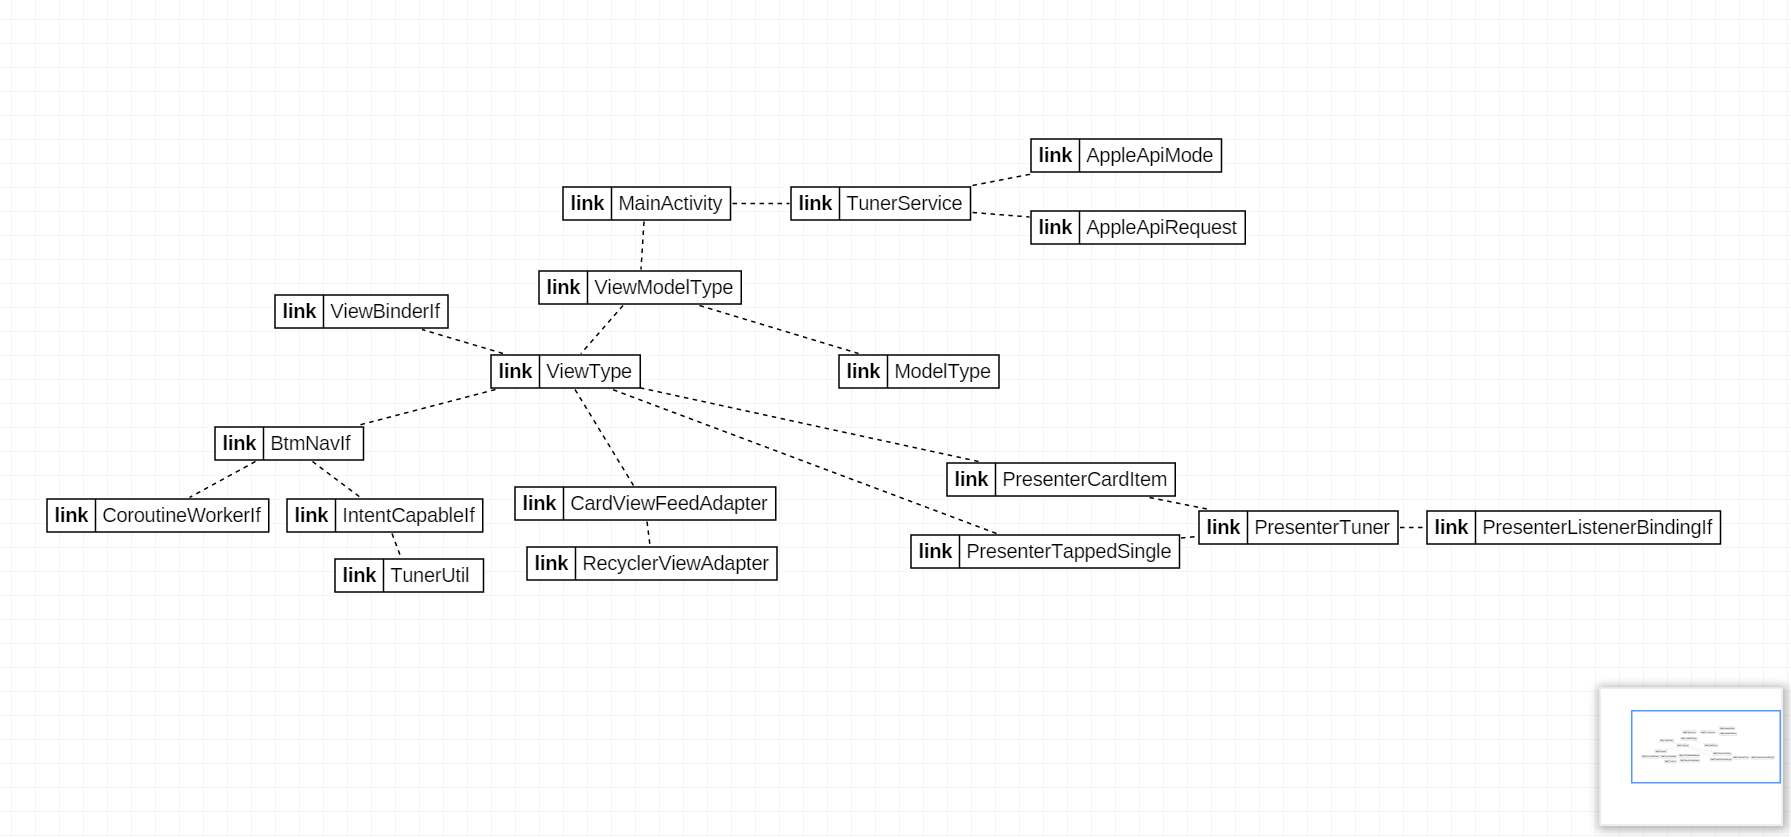 link AppleApiMode
link MainActivity
link TunerService
link AppleApiRequest
link ViewModelType
link ViewBinderIf
link ViewType
link ModelType
link BtmNavIf
link PresenterCardItem
link CardViewFeedAdapter
link CoroutineWorkerIf
link IntentCapableIf
link PresenterTuner
link PresenterListenerBindingIf
link PresenterTappedSingle
link RecyclerViewAdapter
link TunerUtil